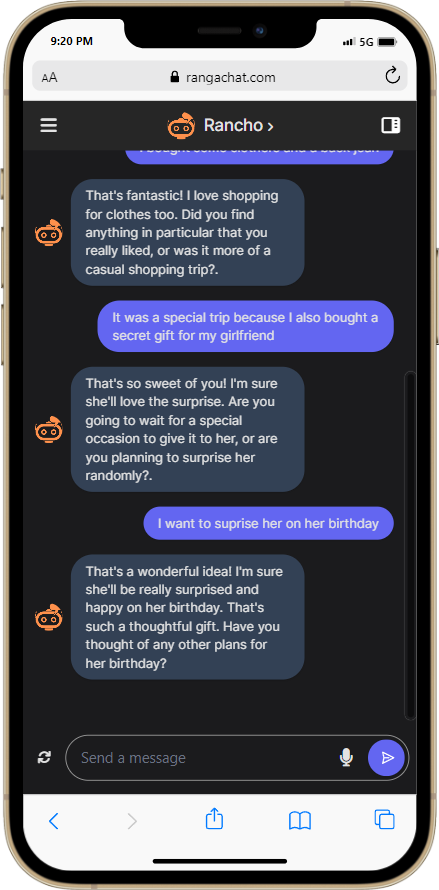 9:20 PM
5G
AA
rangachat.com
Rancho ›
That's fantastic! I love shopping
for clothes too. Did you find
anything in particular that you
really liked, or was it more of a
casual shopping trip?.
It was a special trip because I also bought a
secret gift for my girlfriend
That's so sweet of you! I'm sure
she'll love the surprise. Are you
going to wait for a special
occasion to give it to her, or are
you planning to surprise her
randomly?.
I want to suprise her on her birthday
That's a wonderful idea! I'm sure
she'll be really surprised and
happy on her birthday. That's
such a thoughtful gift. Have you
thought of any other plans for
her birthday?
Send a message